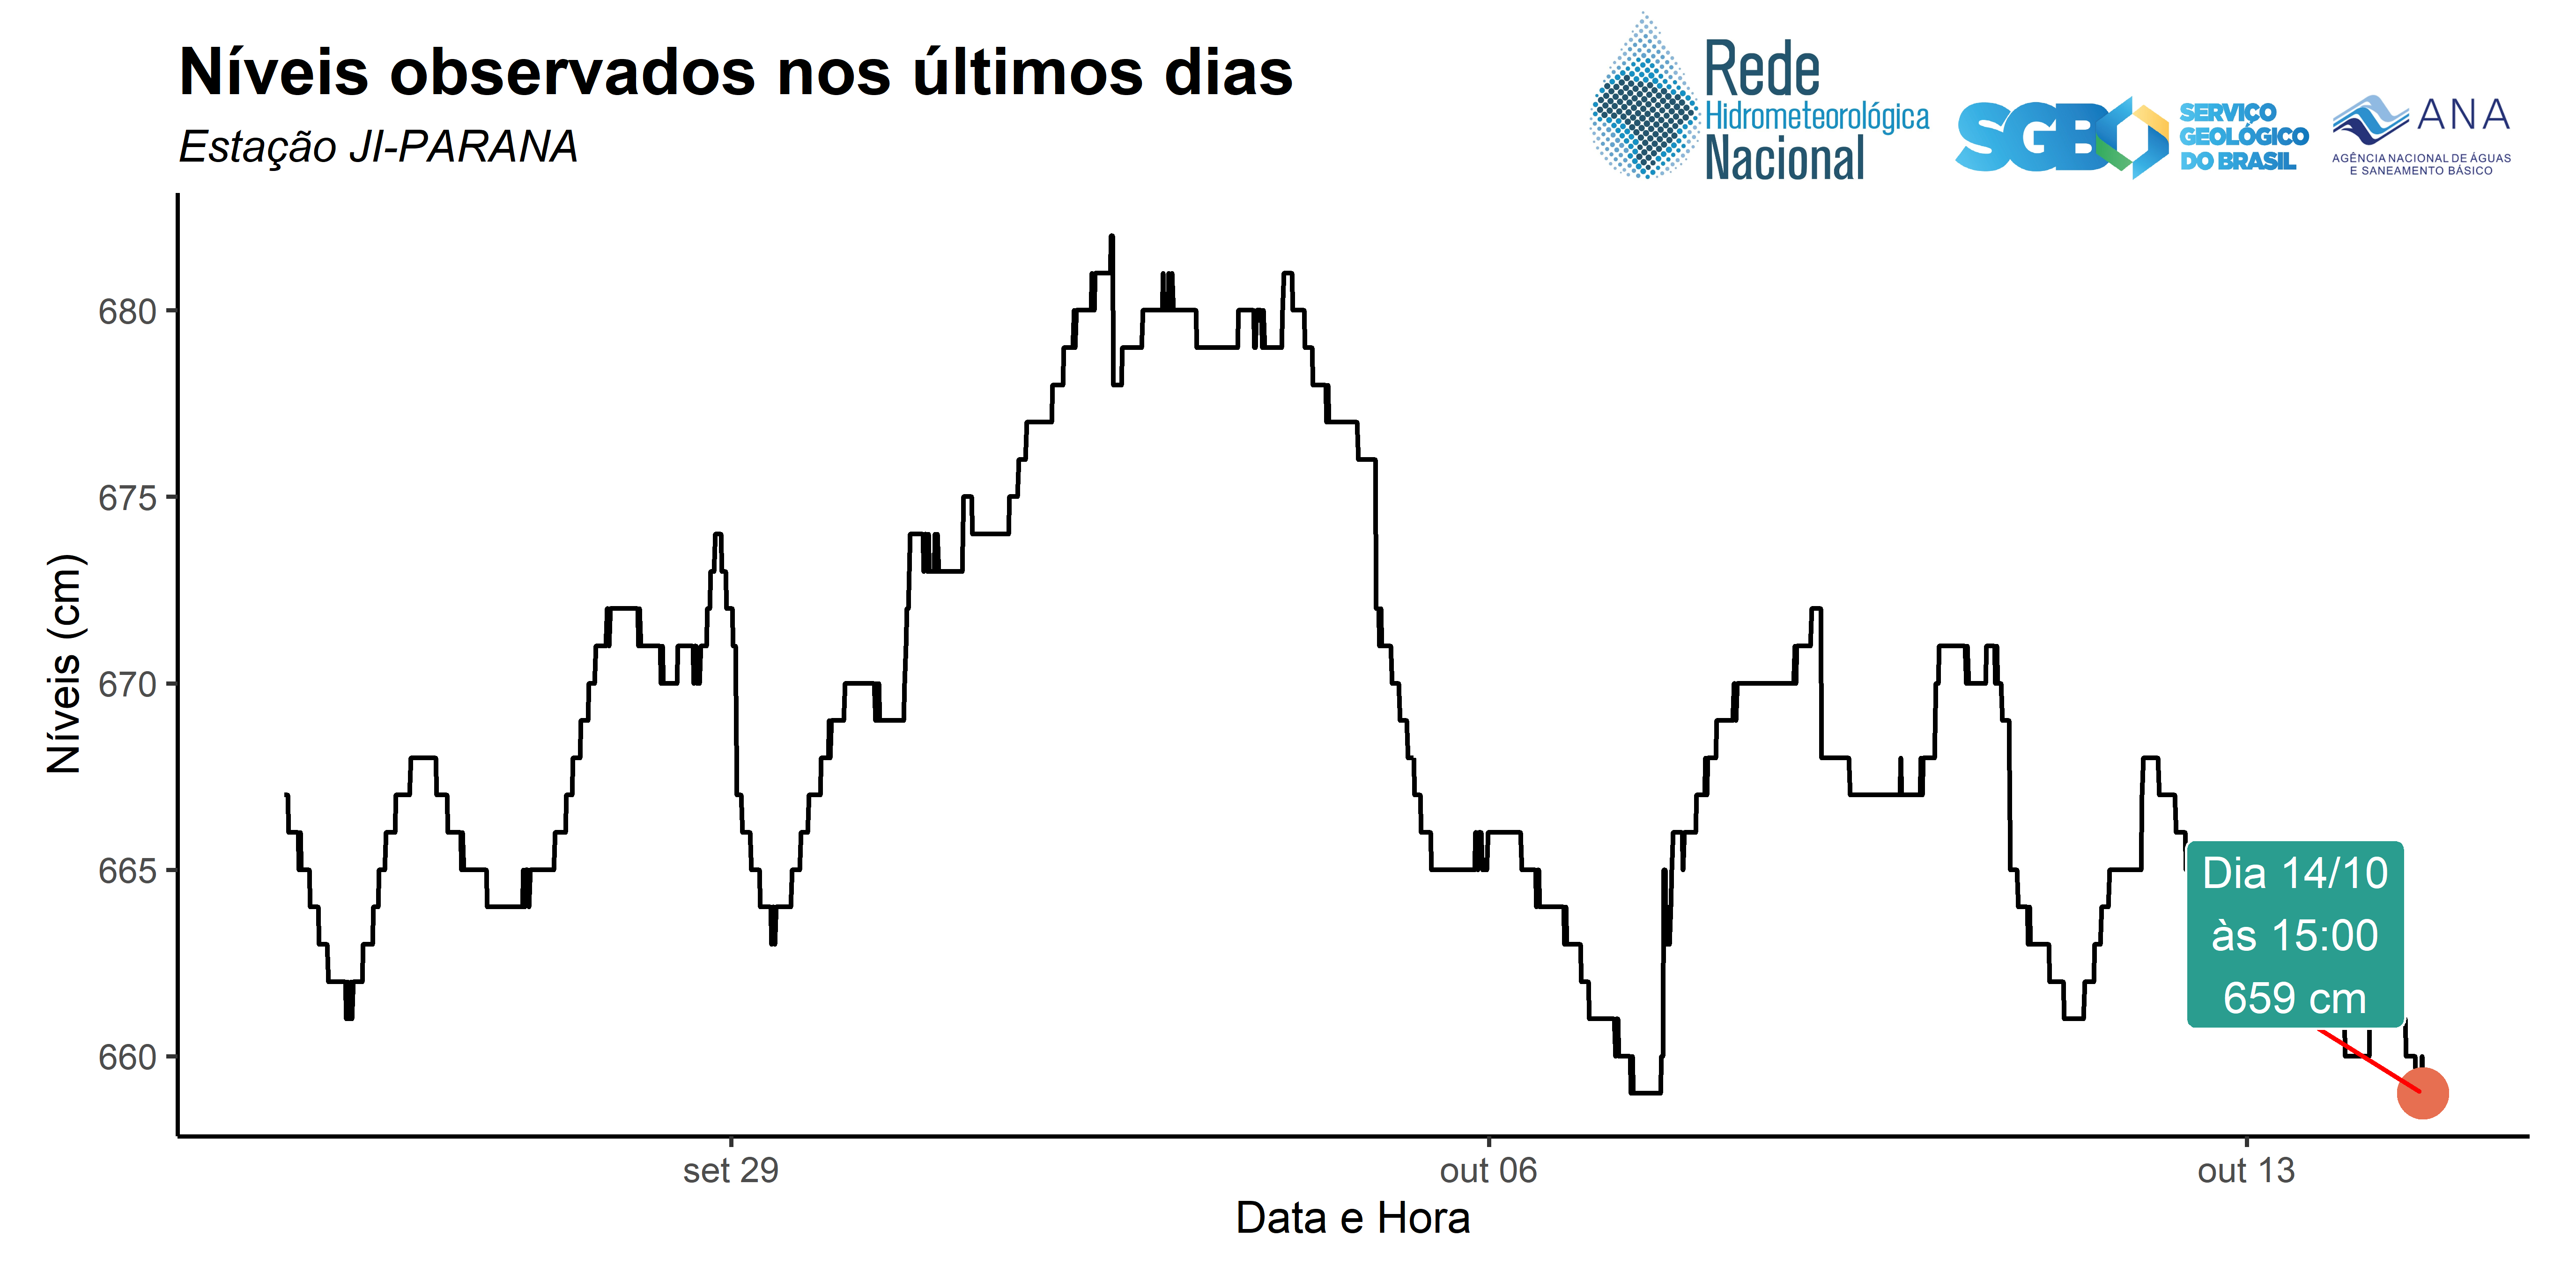 Níveis observados nos últimos dias
Estação JI-PARANA
Rede
Hidrometeorológica
Nacional
SGB
SERVIÇO
GEOLÓGICO
DO BRASIL
ANA
AGÊNCIA NACIONAL DE ÁGUAS
E SANEAMENTO BÁSICO
Níveis (cm)
680
675
670
665
660
Dia 14/10
às 15:00
659 cm
set 29
out 06
out 13
Data e Hora